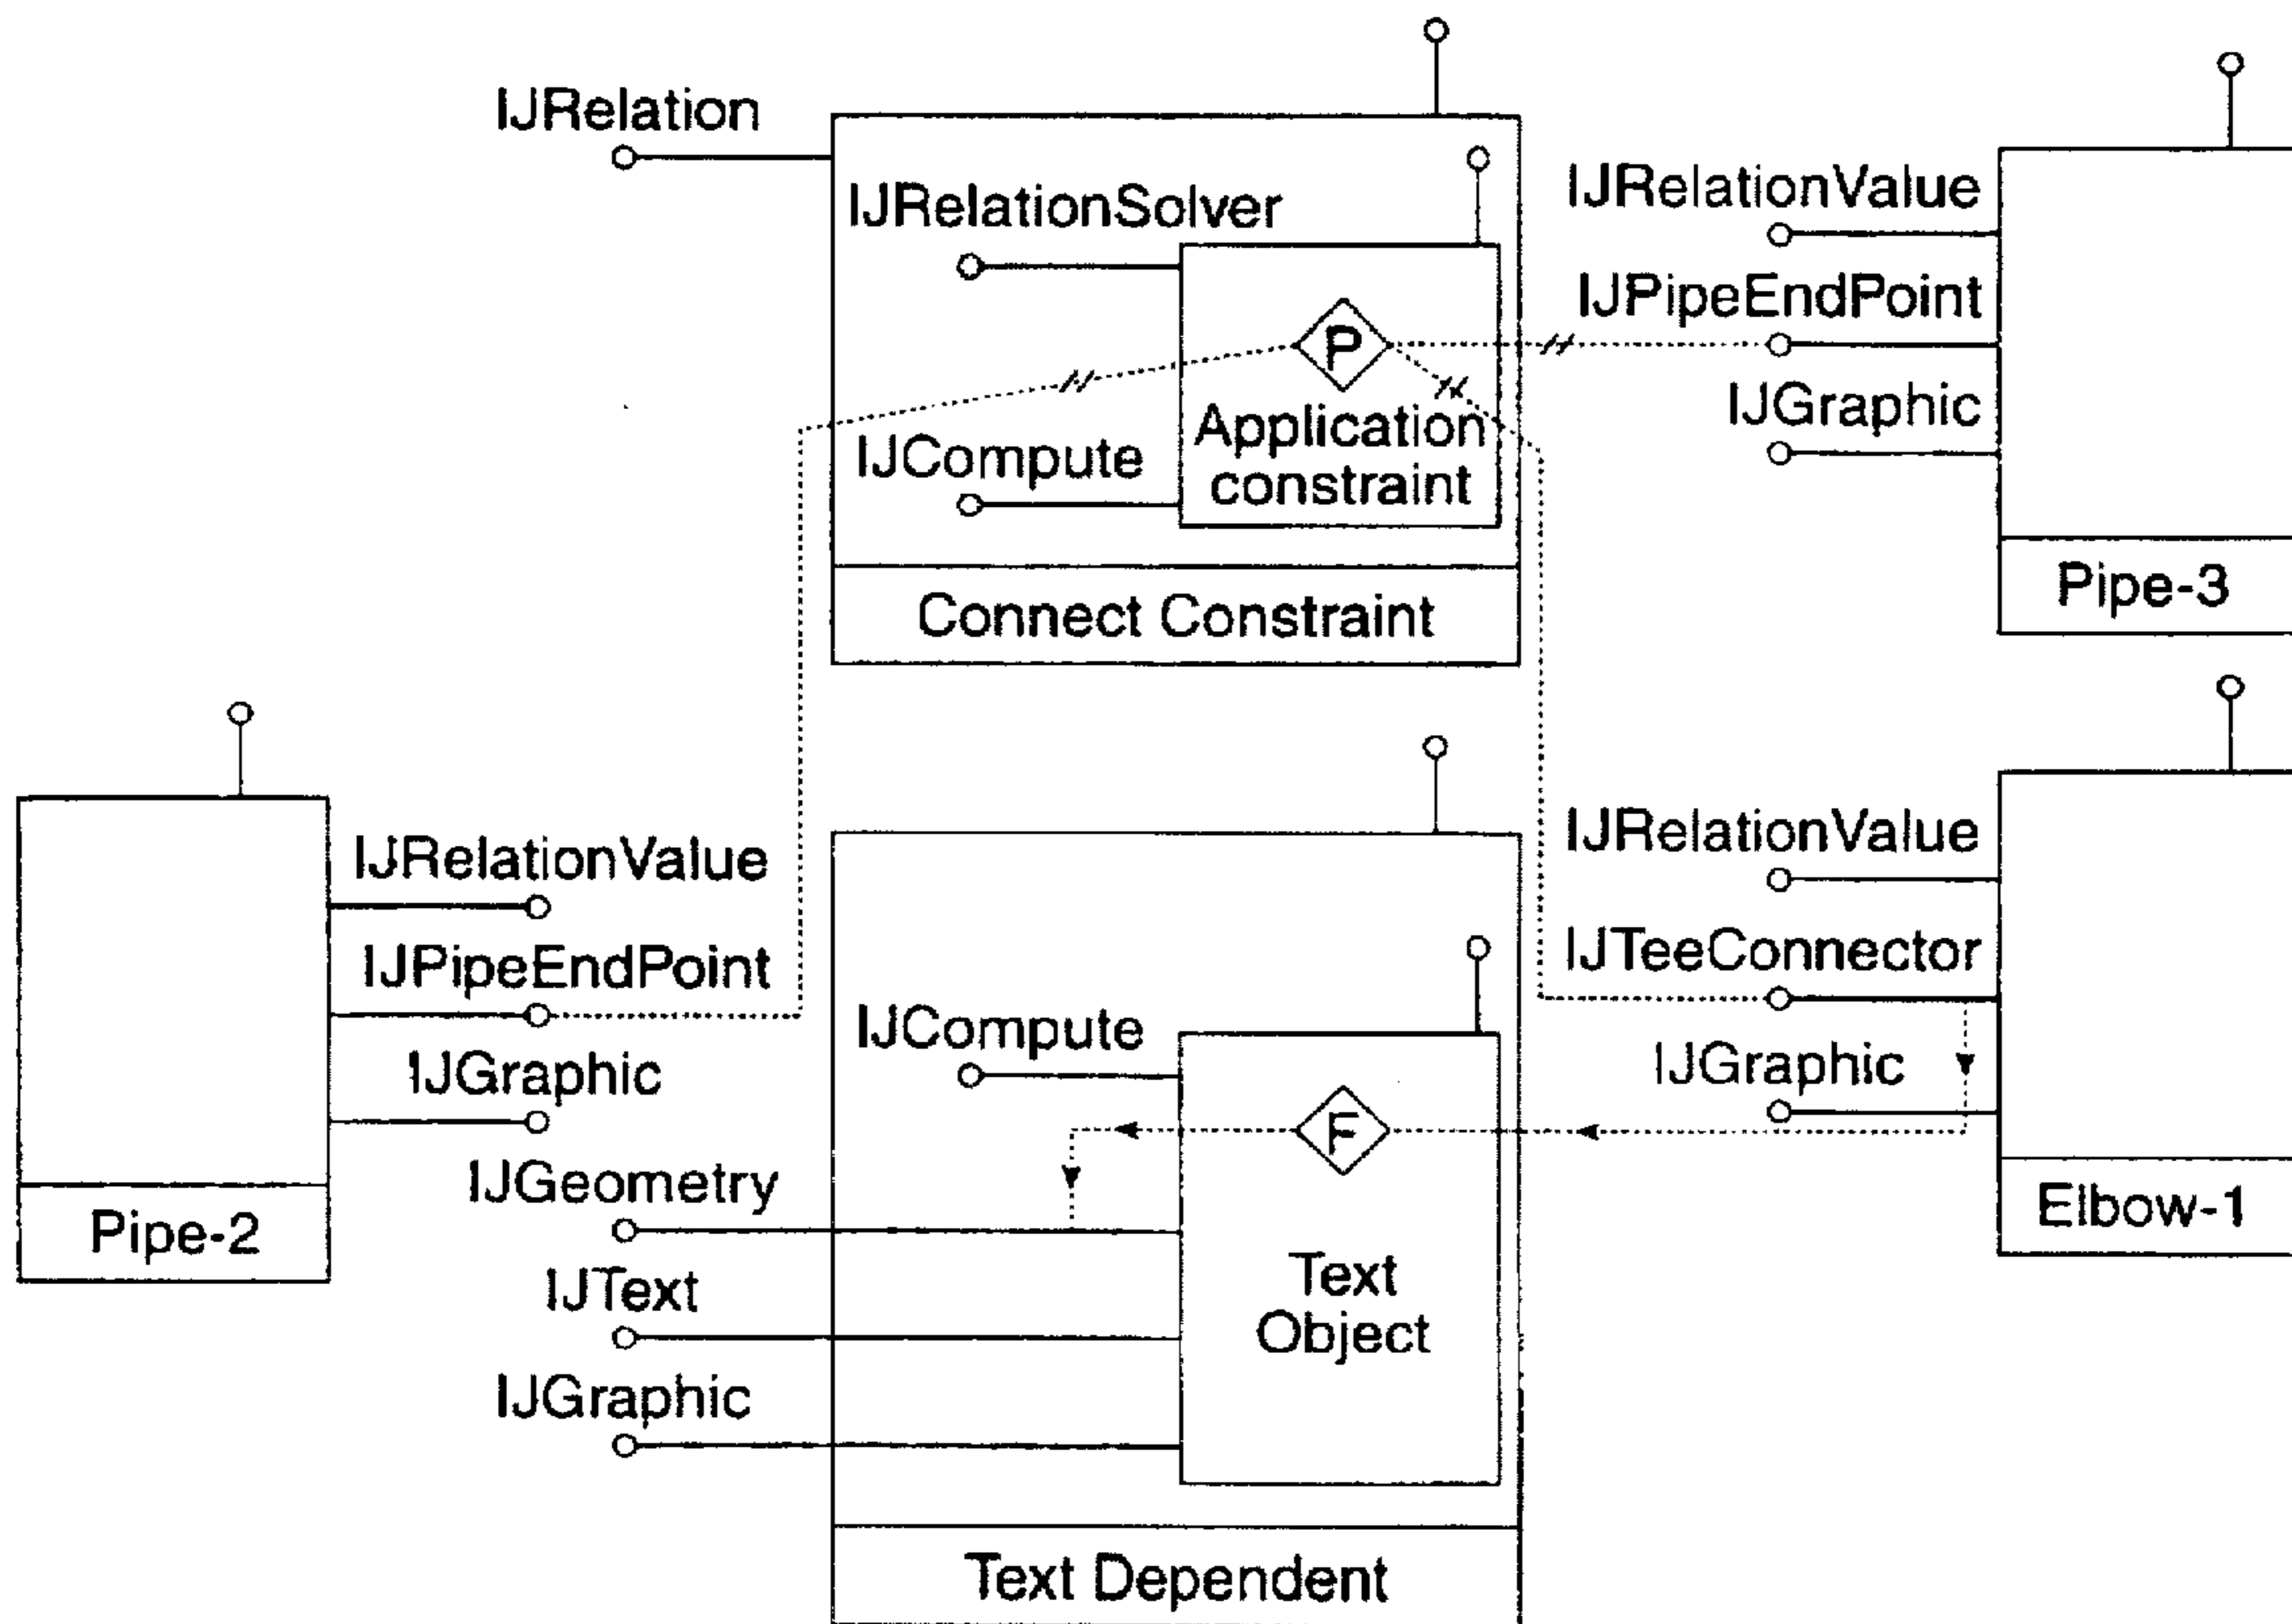 IJRelation
IJRelationSolver
P
Application
constraint
IJCompute
Connect Constraint
IJRelationValue
IJPipeEndPoint
IJGraphic
Pipe-3
IJRelationValue
IJPipeEndPoint
IJGraphic
Pipe-2
IJCompute
F
IJGeometry
IJText
IJGraphic
Text
Object
Text Dependent
IJRelationValue
IJTeeConnector
IJGraphic
Elbow-1